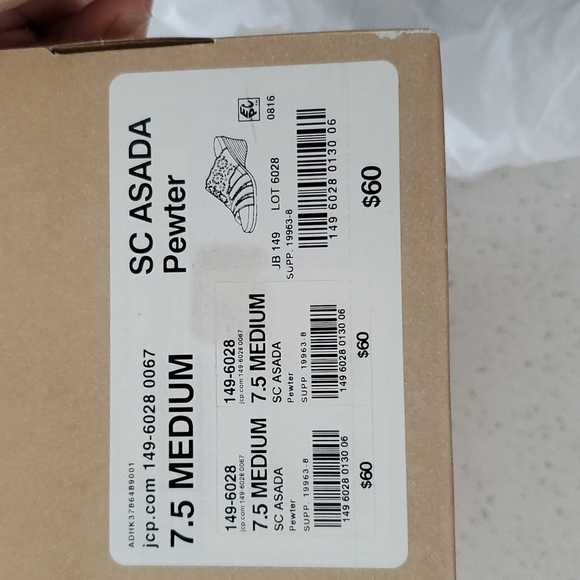 ADHK3786489001
jcp.com 149-6028 0067
7.5 MEDIUM
SC ASADA
Pewter
0816
JB 149 LOT 6028
SUPP. 19963-8
149 6028 0130 06
$60
149-6028
jcp.com 149-6028 0067
7.5 MEDIUM
SC ASADA
Pewter
SUPP. 19963-8
149 6028 0130 06
$60
149-6028
jcp.com 149-6028 0067
7.5 MEDIUM
SC ASADA
Pewter
SUPP. 19963-8
149 6028 0130 06
$60